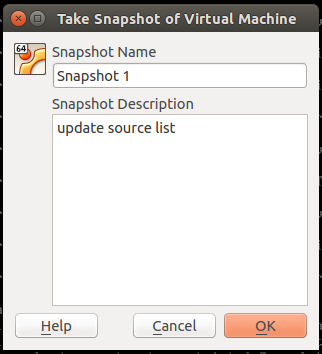 Take Snapshot of Virtual Machine
64
Snapshot Name
Snapshot 1
Snapshot Description
update source list
Help
Cancel
OK